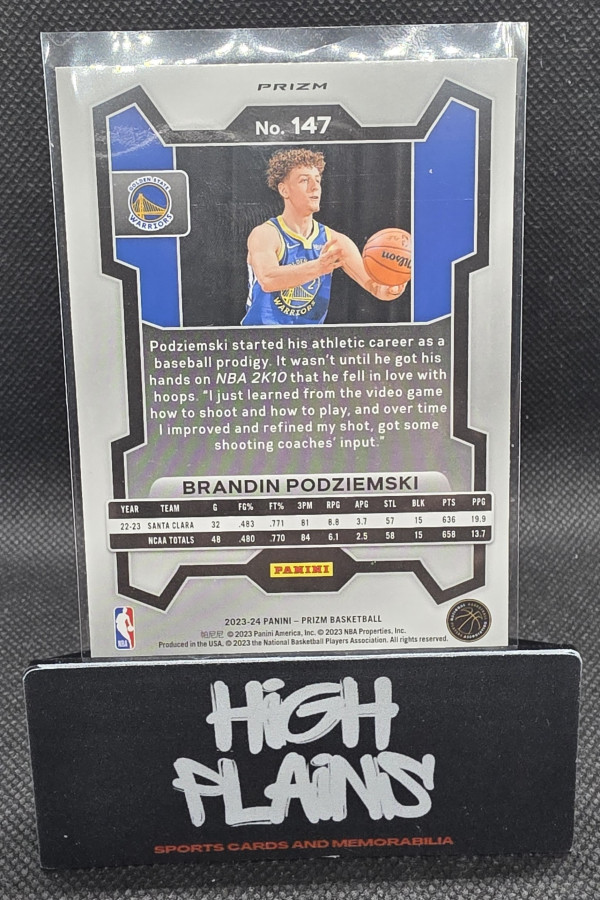 PRIZM
No. 147
GOLDEN STATE
WARRIORS
Wilson
WARRIORS
Podziemski started his athletic career as a
baseball prodigy. It wasn't until he got his
hands on NBA 2K10 that he fell in love with
hoops. "I just learned from the video game
how to shoot and how to play, and over time
I improved and refined my shot, got some
shooting coaches' input."
BRANDIN PODZIEMSKI
YEAR TEAM G FG% FT% 3PM RPG APG STL BLK PTS PPG
22-23 SANTA CLARA 32 .483 .771 81 8.8 3.7 57 15 636 19.9
NCAA TOTALS 48 .480 .770 84 6.1 2.5 58 15 658 13.7
PANINI
2023-24 PANINI – PRIZM BASKETBALL
帕尼尼 © 2023 Panini America, Inc. © 2023 NBA Properties, Inc.
Produced in the USA. © 2023 the National Basketball Players Association. All rights reserved.
NBA
HiGH
PLAiNS
SPORTS CARDS AND MEMORABILIA